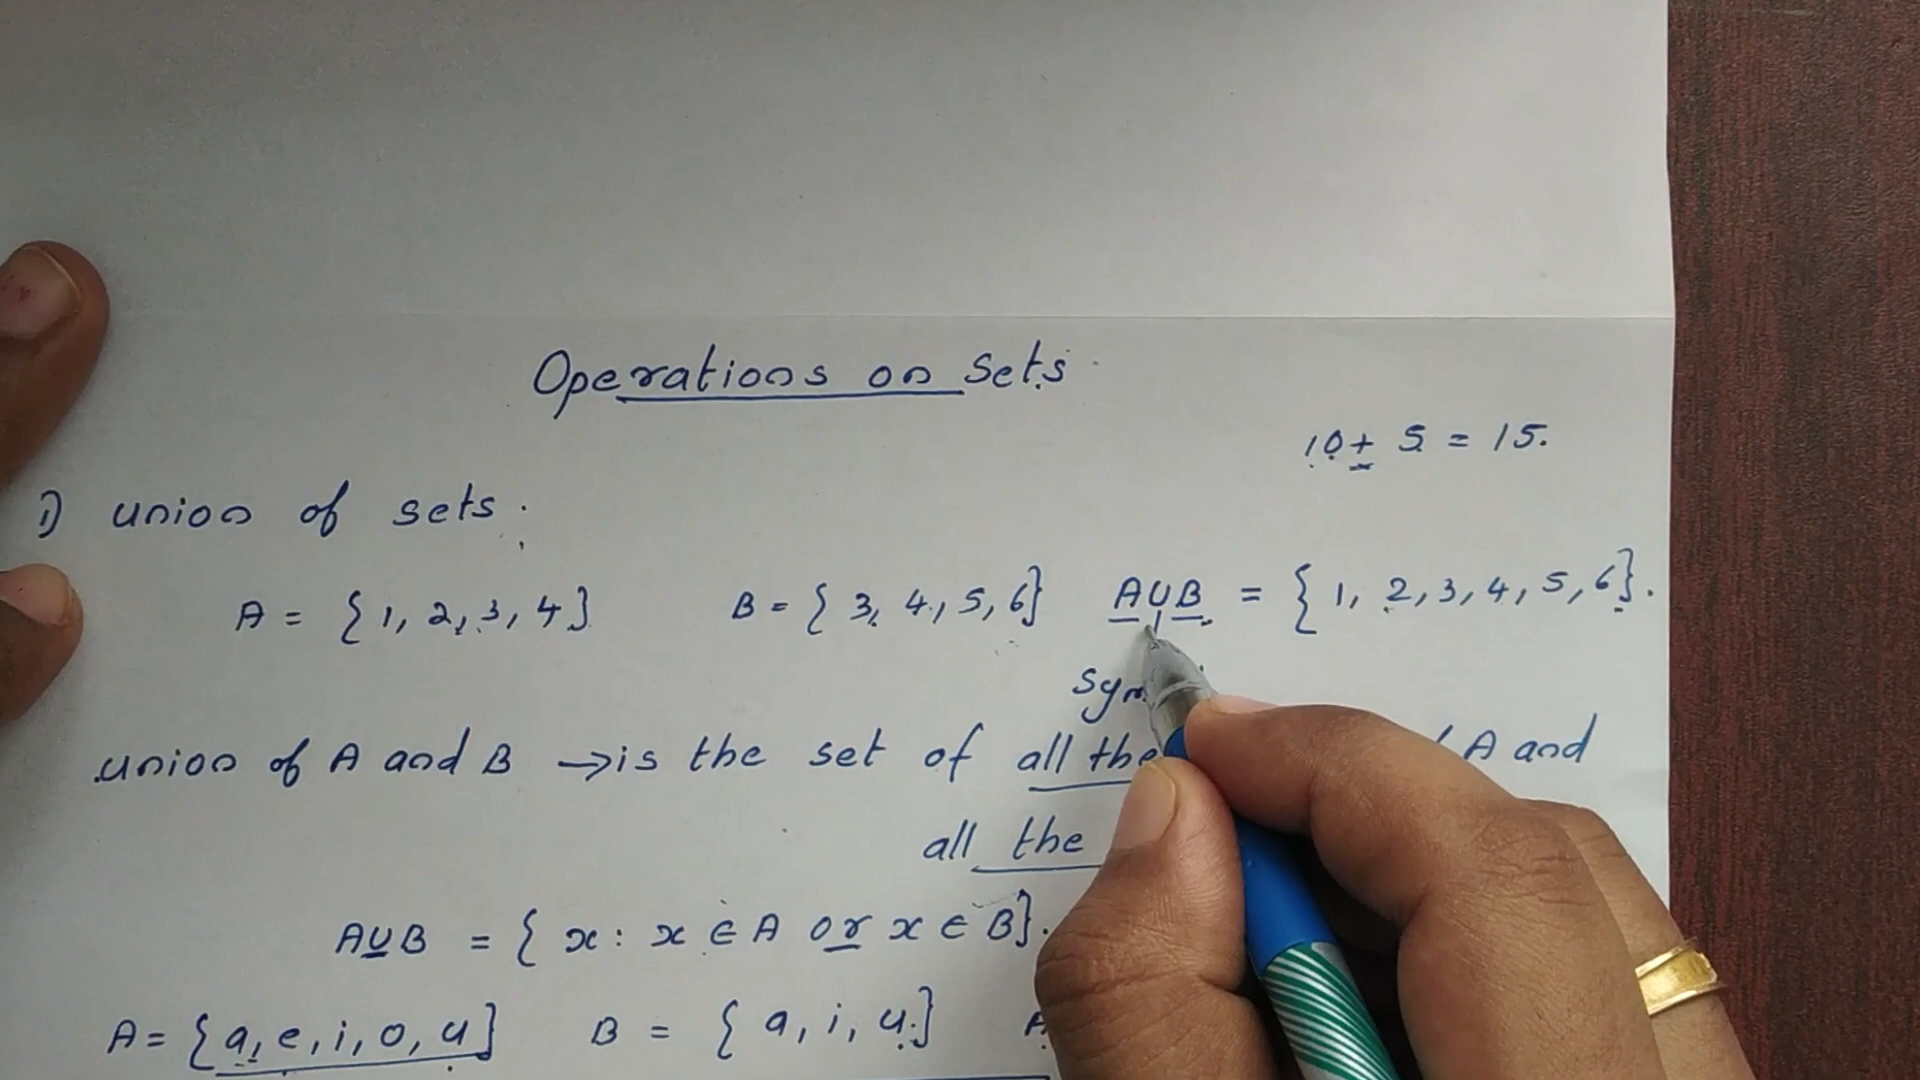 Operations on Sets
10 + 5 = 15.
1) union of sets:
A = {1, 2, 3, 4} B = {3, 4, 5, 6} A∪B = {1, 2, 3, 4, 5, 6}.
union of A and B → is the set of all the A and
all the
A∪B = {x : x ∈ A or x ∈ B}.
A = {a, e, i, o, u} B = {a, i, u}